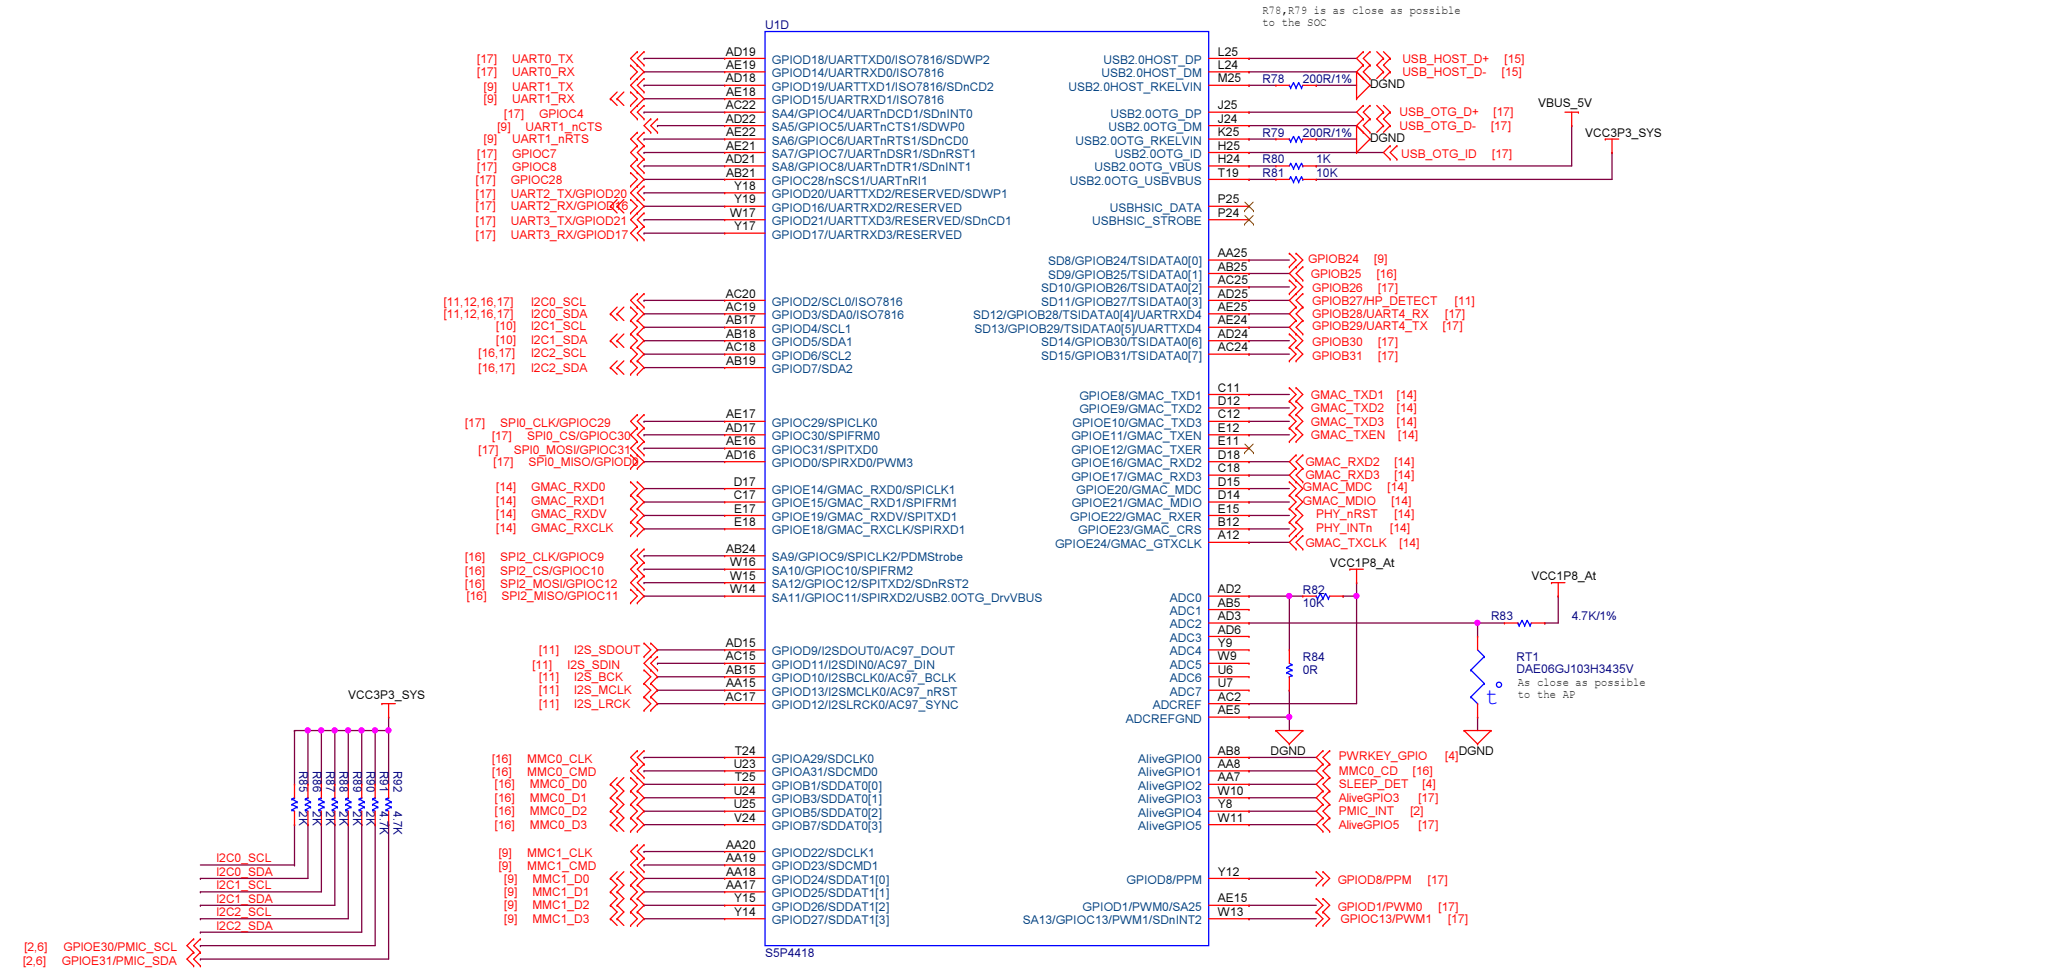 R78,R79 is as close as possible
to the SOC
U1D
[17] UART0_TX AD19 GPIOD18/UARTTXD0/ISO7816/SDWP2
[17] UART0_RX AE19 GPIOD14/UARTRXD0/ISO7816
[9] UART1_TX AD18 GPIOD19/UARTTXD1/ISO7816/SDnCD2
[9] UART1_RX AE18 GPIOD15/UARTRXD1/ISO7816
[17] GPIOC4 AC22 SA4/GPIOC4/UARTnDCD1/SDnINT0
[9] UART1_nCTS AD22 SA5/GPIOC5/UARTnCTS1/SDWP0
[9] UART1_nRTS AE22 SA6/GPIOC6/UARTnRTS1/SDnCD0
[17] GPIOC7 AE21 SA7/GPIOC7/UARTnDSR1/SDnRST1
[17] GPIOC8 AD21 SA8/GPIOC8/UARTnDTR1/SDnINT1
[17] GPIOC28 AB21 GPIOC28/nSCS1/UARTnRI1
[17] UART2_TX/GPIOD20 Y18 GPIOD20/UARTTXD2/RESERVED/SDWP1
[17] UART2_RX/GPIOD16 Y19 GPIOD16/UARTRXD2/RESERVED
[17] UART3_TX/GPIOD21 W17 GPIOD21/UARTTXD3/RESERVED/SDnCD1
[17] UART3_RX/GPIOD17 Y17 GPIOD17/UARTRXD3/RESERVED
[11,12,16,17] I2C0_SCL AC20 GPIOD2/SCL0/ISO7816
[11,12,16,17] I2C0_SDA AC19 GPIOD3/SDA0/ISO7816
[10] I2C1_SCL AB17 GPIOD4/SCL1
[10] I2C1_SDA AB18 GPIOD5/SDA1
[16,17] I2C2_SCL AC18 GPIOD6/SCL2
[16,17] I2C2_SDA AB19 GPIOD7/SDA2
[17] SPI0_CLK/GPIOC29 AE17 GPIOC29/SPICLK0
[17] SPI0_CS/GPIOC30 AD17 GPIOC30/SPIFRM0
[17] SPI0_MOSI/GPIOC31 AE16 GPIOC31/SPITXD0
[17] SPI0_MISO/GPIOD0 AD16 GPIOD0/SPIRXD0/PWM3
[14] GMAC_RXD0 D17 GPIOE14/GMAC_RXD0/SPICLK1
[14] GMAC_RXD1 C17 GPIOE15/GMAC_RXD1/SPIFRM1
[14] GMAC_RXDV E17 GPIOE19/GMAC_RXDV/SPITXD1
[14] GMAC_RXCLK E18 GPIOE18/GMAC_RXCLK/SPIRXD1
[16] SPI2_CLK/GPIOC9 AB24 SA9/GPIOC9/SPICLK2/PDMStrobe
[16] SPI2_CS/GPIOC10 W16 SA10/GPIOC10/SPIFRM2
[16] SPI2_MOSI/GPIOC12 W15 SA12/GPIOC12/SPITXD2/SDnRST2
[16] SPI2_MISO/GPIOC11 W14 SA11/GPIOC11/SPIRXD2/USB2.0OTG_DrvVBUS
[11] I2S_SDOUT AD15 GPIOD9/I2SDOUT0/AC97_DOUT
[11] I2S_SDIN AC15 GPIOD11/I2SDIN0/AC97_DIN
[11] I2S_BCK AB15 GPIOD10/I2SBCLK0/AC97_BCLK
[11] I2S_MCLK AA15 GPIOD13/I2SMCLK0/AC97_nRST
[11] I2S_LRCK AC17 GPIOD12/I2SLRCK0/AC97_SYNC
[16] MMC0_CLK T24 GPIOA29/SDCLK0
[16] MMC0_CMD U23 GPIOA31/SDCMD0
[16] MMC0_D0 T25 GPIOB1/SDDAT0[0]
[16] MMC0_D1 U24 GPIOB3/SDDAT0[1]
[16] MMC0_D2 U25 GPIOB5/SDDAT0[2]
[16] MMC0_D3 V24 GPIOB7/SDDAT0[3]
[9] MMC1_CLK AA20 GPIOD22/SDCLK1
[9] MMC1_CMD AA19 GPIOD23/SDCMD1
[9] MMC1_D0 AA18 GPIOD24/SDDAT1[0]
[9] MMC1_D1 AA17 GPIOD25/SDDAT1[1]
[9] MMC1_D2 Y15 GPIOD26/SDDAT1[2]
[9] MMC1_D3 Y14 GPIOD27/SDDAT1[3]
S5P4418
USB2.0HOST_DP L25 USB_HOST_D+ [15]
USB2.0HOST_DM L24 USB_HOST_D- [15]
USB2.0HOST_RKELVIN M25 R78 200R/1% DGND
USB2.0OTG_DP J25 USB_OTG_D+ [17]
USB2.0OTG_DM J24 USB_OTG_D- [17]
USB2.0OTG_RKELVIN K25 R79 200R/1% DGND
USB2.0OTG_ID H25 USB_OTG_ID [17]
USB2.0OTG_VBUS H24 R80 1K
USB2.0OTG_USBVBUS T19 R81 10K
VBUS_5V
VCC3P3_SYS
USBHSIC_DATA P25
USBHSIC_STROBE P24
SD8/GPIOB24/TSIDATA0[0] AA25 GPIOB24 [9]
SD9/GPIOB25/TSIDATA0[1] AB25 GPIOB25 [16]
SD10/GPIOB26/TSIDATA0[2] AC25 GPIOB26 [17]
SD11/GPIOB27/TSIDATA0[3] AD25 GPIOB27/HP_DETECT [11]
SD12/GPIOB28/TSIDATA0[4]/UARTRXD4 AE25 GPIOB28/UART4_RX [17]
SD13/GPIOB29/TSIDATA0[5]/UARTTXD4 AE24 GPIOB29/UART4_TX [17]
SD14/GPIOB30/TSIDATA0[6] AD24 GPIOB30 [17]
SD15/GPIOB31/TSIDATA0[7] AC24 GPIOB31 [17]
GPIOE8/GMAC_TXD1 C11 GMAC_TXD1 [14]
GPIOE9/GMAC_TXD2 D12 GMAC_TXD2 [14]
GPIOE10/GMAC_TXD3 C12 GMAC_TXD3 [14]
GPIOE11/GMAC_TXEN E12 GMAC_TXEN [14]
GPIOE12/GMAC_TXER E11
GPIOE16/GMAC_RXD2 D18 GMAC_RXD2 [14]
GPIOE17/GMAC_RXD3 C18 GMAC_RXD3 [14]
GPIOE20/GMAC_MDC D15 GMAC_MDC [14]
GPIOE21/GMAC_MDIO D14 GMAC_MDIO [14]
GPIOE22/GMAC_RXER E15 PHY_nRST [14]
GPIOE23/GMAC_CRS B12 PHY_INTn [14]
GPIOE24/GMAC_GTXCLK A12 GMAC_TXCLK [14]
VCC1P8_At
VCC1P8_At
ADC0 AD2 R82 10K
ADC1 AB5
ADC2 AD3 R83 4.7K/1%
ADC3 AD6
ADC4 Y9
ADC5 W9
ADC6 U6
ADC7 U7
ADCREF AC2
ADCREFGND AE5
R84
0R
RT1
DAE06GJ103H3435V
As close as possible
to the AP
t°
DGND
DGND
AliveGPIO0 AB8 PWRKEY_GPIO [4]
AliveGPIO1 AA8 MMC0_CD [16]
AliveGPIO2 AA7 SLEEP_DET [4]
AliveGPIO3 W10 AliveGPIO3 [17]
AliveGPIO4 Y8 PMIC_INT [2]
AliveGPIO5 W11 AliveGPIO5 [17]
GPIOD8/PPM Y12 GPIOD8/PPM [17]
GPIOD1/PWM0/SA25 AE15 GPIOD1/PWM0 [17]
SA13/GPIOC13/PWM1/SDnINT2 W13 GPIOC13/PWM1 [17]
VCC3P3_SYS
R85 2K
R86 2K
R87 2K
R88 2K
R89 2K
R90 2K
R91 4.7K
R92 4.7K
I2C0_SCL
I2C0_SDA
I2C1_SCL
I2C1_SDA
I2C2_SCL
I2C2_SDA
[2,6] GPIOE30/PMIC_SCL
[2,6] GPIOE31/PMIC_SDA